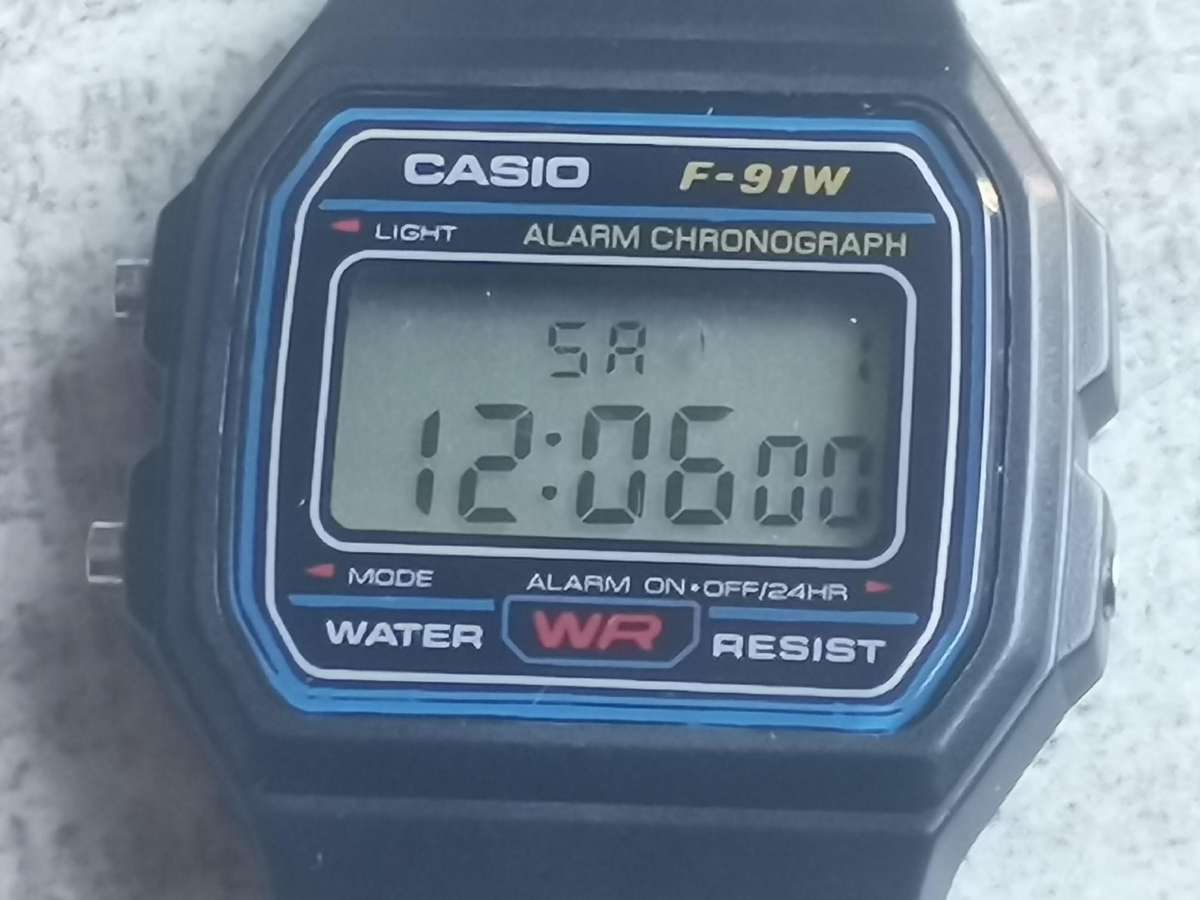 CASIO F-91W
LIGHT ALARM CHRONOGRAPH
SA 1
12:06 00
MODE ALARM ON•OFF/24HR
WATER WR RESIST